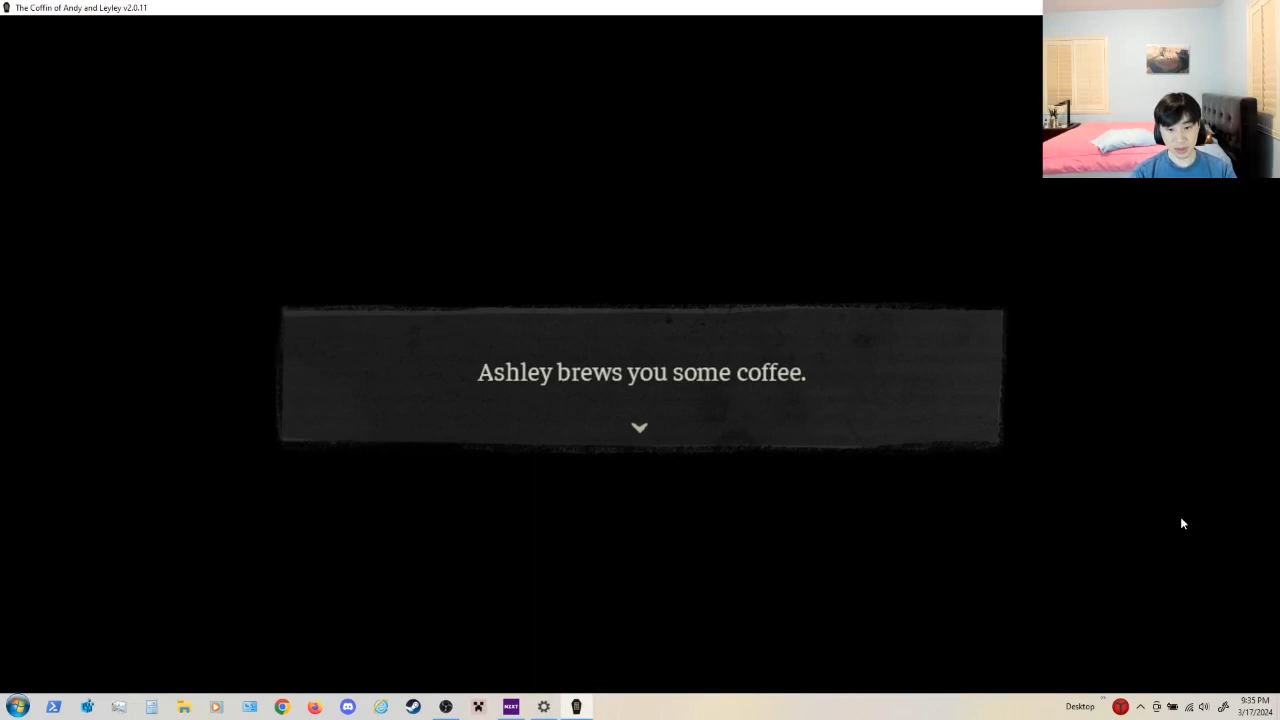 The Coffin of Andy and Leyley v2.0.11
Ashley brews you some coffee.
NEXT
Desktop
9:35 PM
3/17/2024